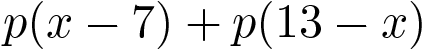 p(x − 7) + p(13 − x)